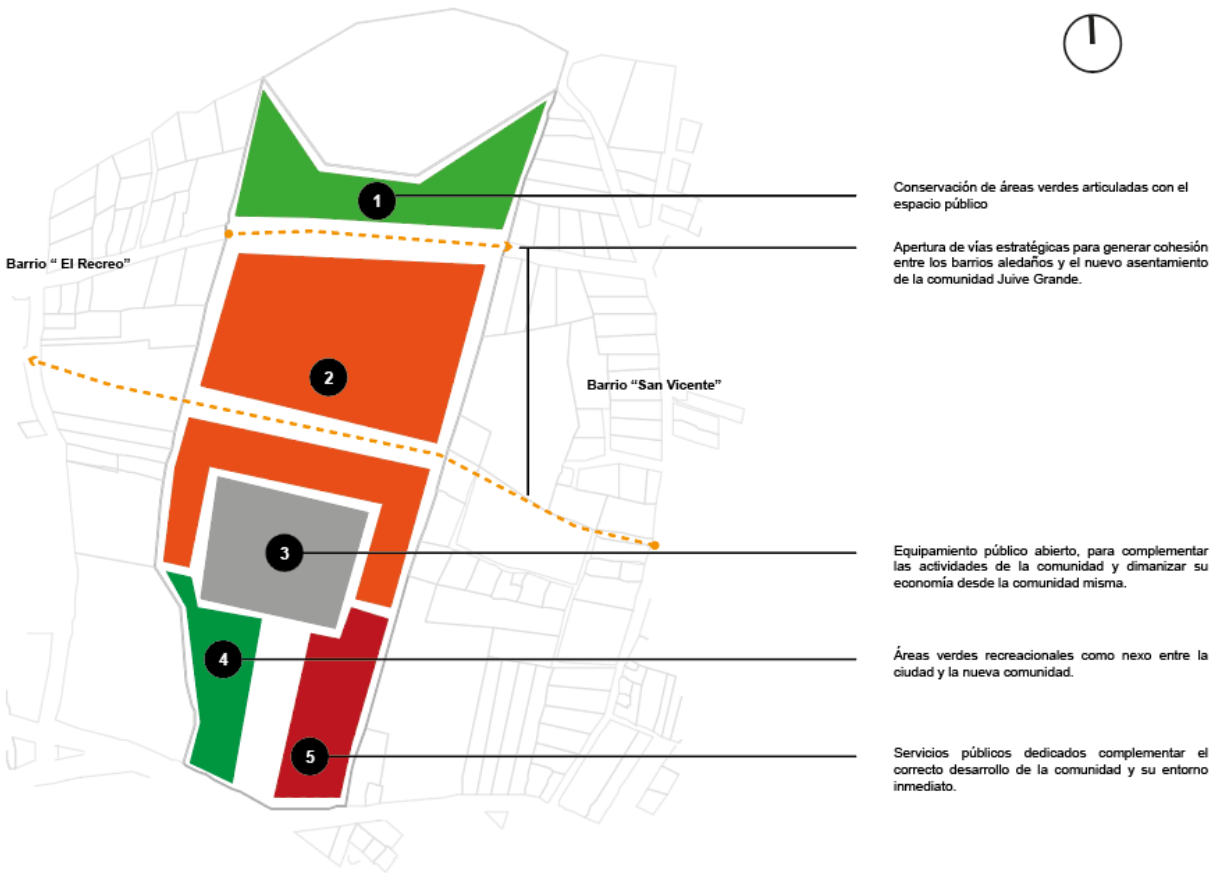 Conservación de áreas verdes articuladas con el
espacio público
1
Apertura de vías estratégicas para generar cohesión
entre los barrios aledaños y el nuevo asentamiento
de la comunidad Juive Grande.
Barrio “ El Recreo”
2
Barrio “San Vicente”
3
Equipamiento público abierto, para complementar
las actividades de la comunidad y dimanizar su
economía desde la comunidad misma.
4
Áreas verdes recreacionales como nexo entre la
ciudad y la nueva comunidad.
5
Servicios públicos dedicados complementar el
correcto desarrollo de la comunidad y su entorno
inmediato.